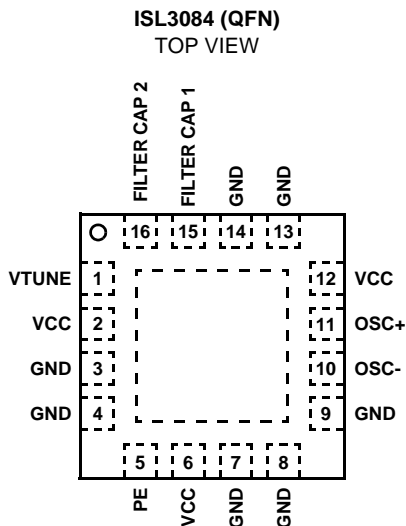 ISL3084 (QFN)
TOP VIEW
FILTER CAP 2
FILTER CAP 1
GND
GND
16 15 14 13
VTUNE 1 12 VCC
VCC 2 11 OSC+
GND 3 10 OSC-
GND 4 9 GND
5 6 7 8
PE
VCC
GND
GND